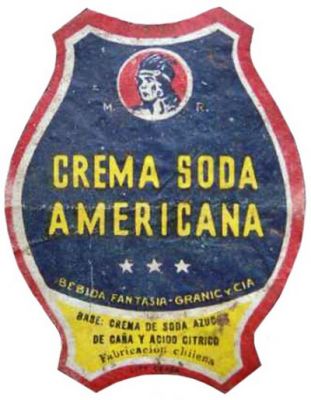 M. R.
CREMA SODA
AMERICANA
BEBIDA FANTASIA-GRANIC Y CIA
BASE: CREMA DE SODA AZUCAR
DE CAÑA Y ACIDO CITRICO
Fabricación chilena